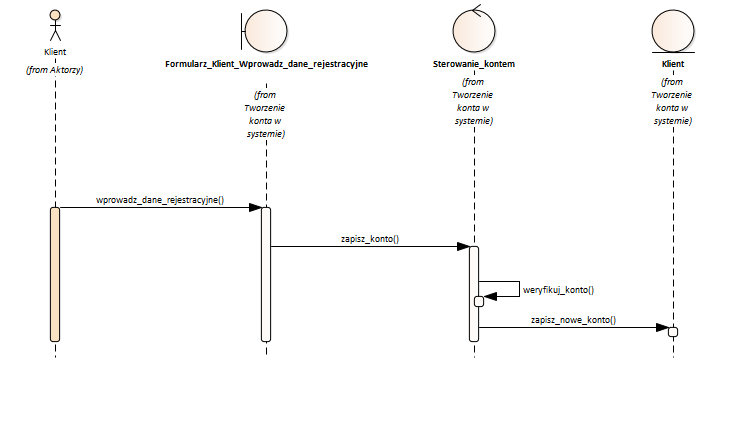 Klient
(from Aktorzy)
Formularz_Klient_Wprowadz_dane_rejestracyjne
(from
Tworzenie
konta w
systemie)
Sterowanie_kontem
(from
Tworzenie
konta w
systemie)
Klient
(from
Tworzenie
konta w
systemie)
wprowadz_dane_rejestracyjne()
zapisz_konto()
weryfikuj_konto()
zapisz_nowe_konto()